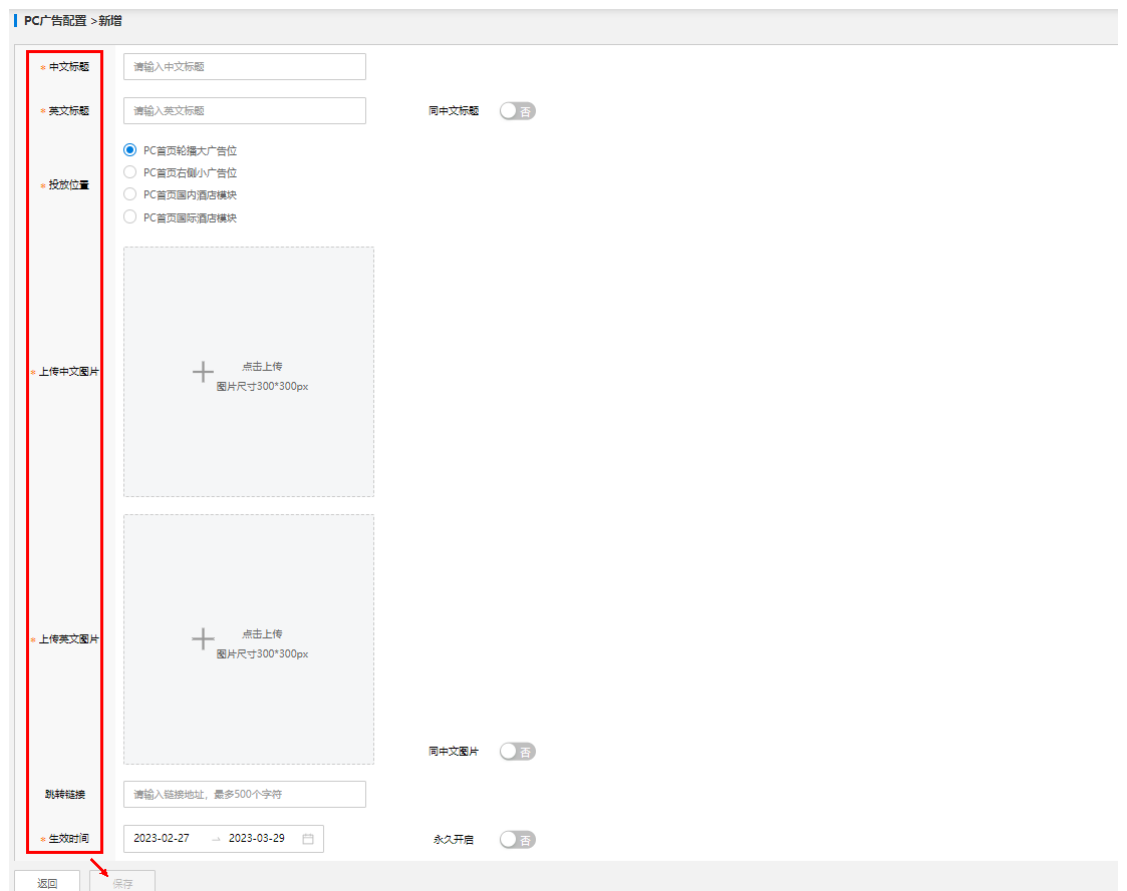 PC广告配置 >新增
* 中文标题 请输入中文标题
* 英文标题 请输入英文标题 同中文标题 否
* 投放位置
PC首页轮播大广告位
PC首页右侧小广告位
PC首页国内酒店模块
PC首页国际酒店模块
* 上传中文图片
点击上传
图片尺寸300*300px
* 上传英文图片
点击上传
图片尺寸300*300px
同中文图片 否
跳转链接 请输入链接地址，最多500个字符
* 生效时间 2023-02-27 → 2023-03-29 永久开启 否
返回 保存